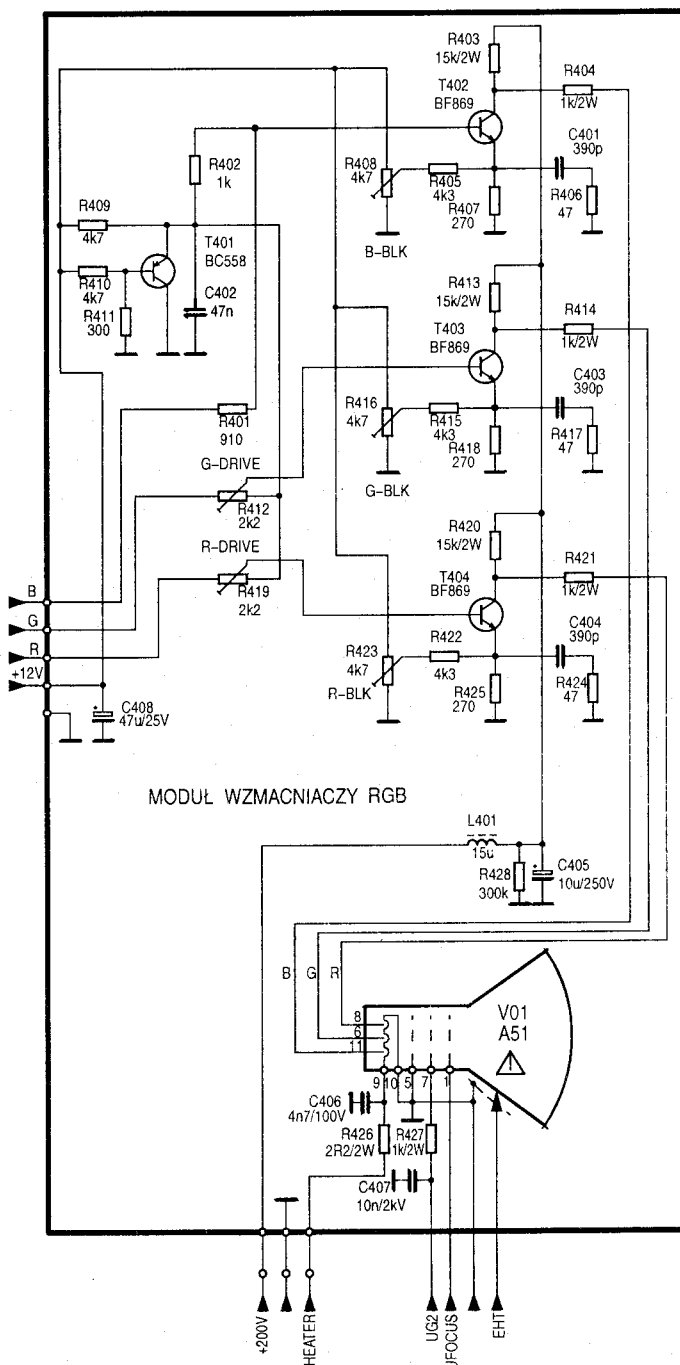 R403
15k/2W
R404
1k/2W
T402
BF869
C401
390p
R402
1k
R408
4k7
R405
4k3
R406
47
R407
270
R409
4k7
T401
BC558
B-BLK
R410
4k7
C402
47n
R411
300
R413
15k/2W
R414
1k/2W
T403
BF869
C403
390p
R416
4k7
R401
910
R415
4k3
R417
47
R418
270
G-DRIVE
G-BLK
R412
2k2
R-DRIVE
R420
15k/2W
R421
1k/2W
T404
BF869
R419
2k2
B
G
R
+12V
C404
390p
R423
4k7
R422
4k3
R424
47
R-BLK
R425
270
+
C408
47u/25V
MODUŁ WZMACNIACZY RGB
L401
15u
+
R428
300k
C405
10u/250V
B
G
R
8
6
11
V01
A51
9
10
5
7
1
C406
4n7/100V
R426
2R2/2W
R427
1k/2W
C407
10n/2kV
+200V
HEATER
UG2
UFOCUS
EHT